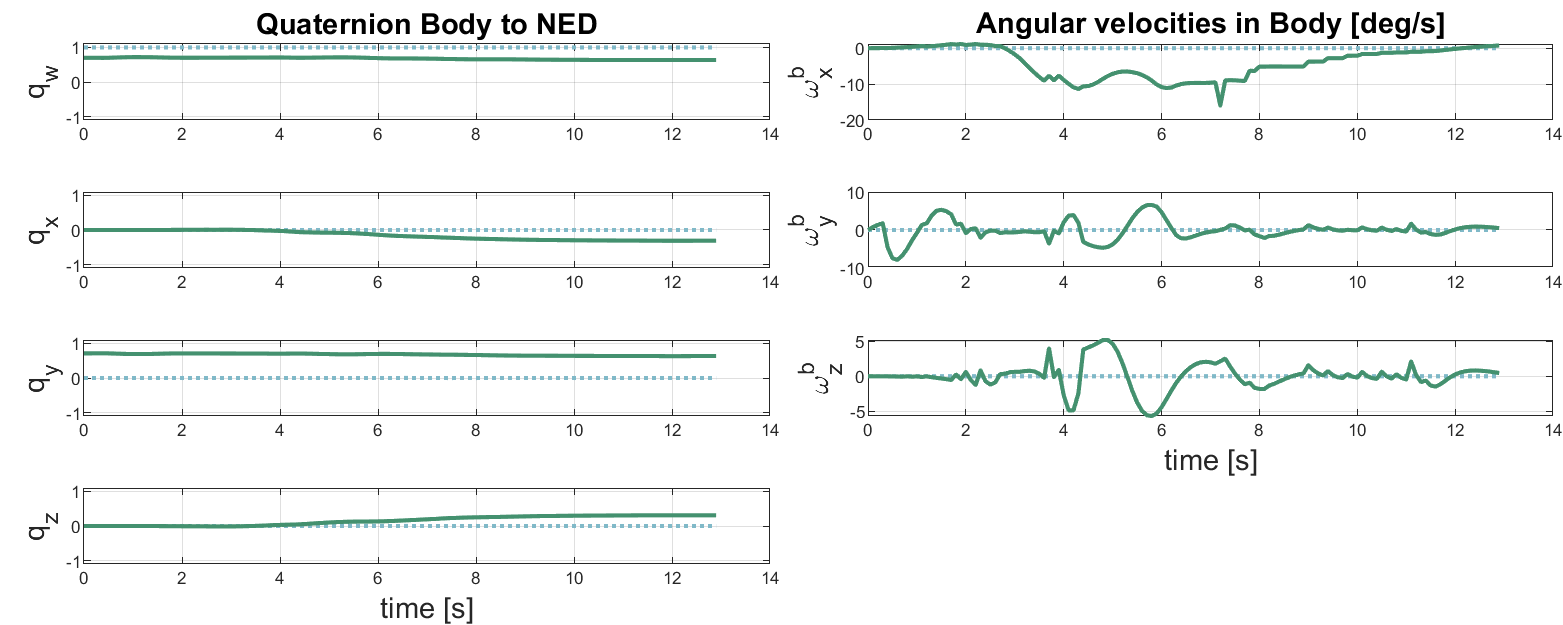 Quaternion Body to NED
q_w
1
0
-1
0 2 4 6 8 10 12 14
q_x
1
0
-1
0 2 4 6 8 10 12 14
q_y
1
0
-1
0 2 4 6 8 10 12 14
q_z
1
0
-1
0 2 4 6 8 10 12 14
time [s]
Angular velocities in Body [deg/s]
ω_x^b
0
-10
-20
0 2 4 6 8 10 12 14
ω_y^b
10
0
-10
0 2 4 6 8 10 12 14
ω_z^b
5
0
-5
0 2 4 6 8 10 12 14
time [s]